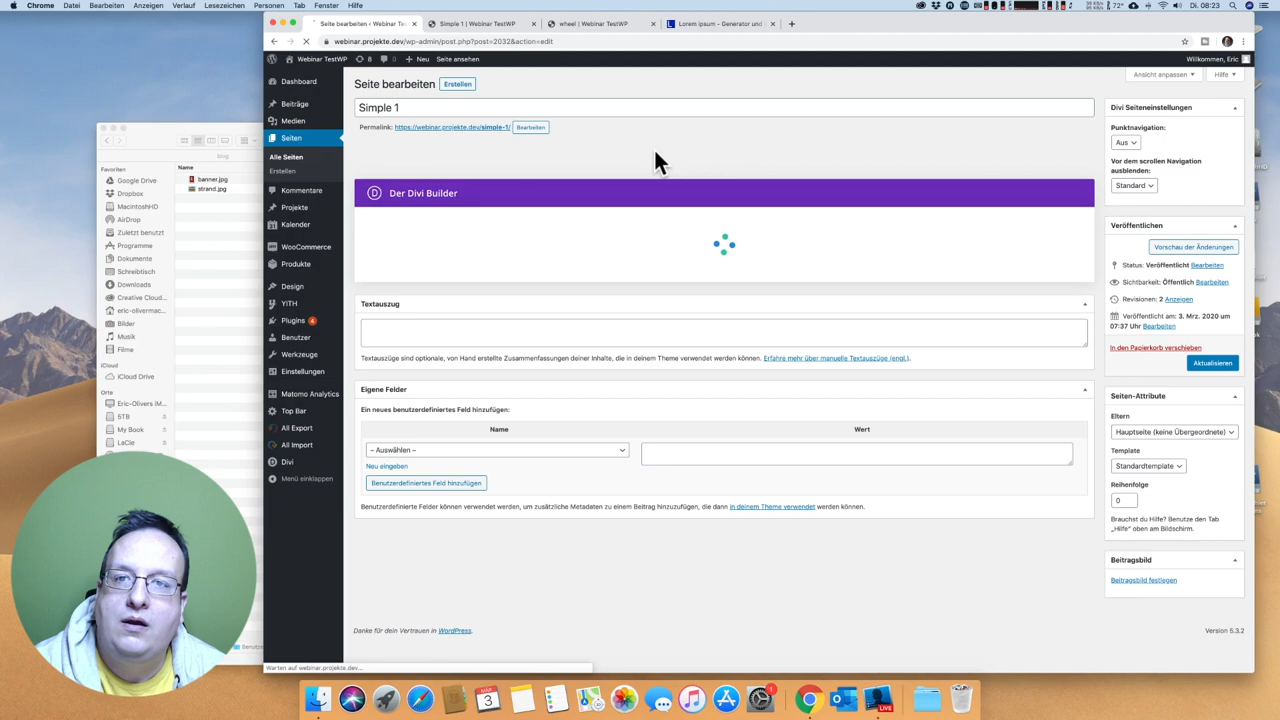 Chrome Datei Bearbeiten Anzeigen Verlauf Lesezeichen Personen Tab Fenster Hilfe
72° Di. 08:23
Seite bearbeiten ‹ Webinar Tes
Simple 1 | Webinar TestWP
wheel | Webinar TestWP
Lorem Ipsum - Generator und
webinar.projekte.dev/wp-admin/post.php?post=2032&action=edit
Webinar TestWP 8 0 Neu Seite ansehen
Willkommen, Eric
Dashboard
Beiträge
Medien
Seiten
Alle Seiten
Erstellen
Kommentare
Projekte
Kalender
WooCommerce
Produkte
Design
YITH
Plugins 4
Benutzer
Werkzeuge
Einstellungen
Matomo Analytics
Top Bar
All Export
All Import
Divi
Menü einklappen
blog
Favoriten
Google Drive
Dropbox
MacintoshHD
AirDrop
Zuletzt benutzt
Programme
Dokumente
Schreibtisch
Downloads
Creative Cloud...
eric-olivermac...
Bilder
Musik
Filme
iCloud
iCloud Drive
Orte
Eric-Olivers iM...
5TB
My Book
LaCie
Name
banner.jpg
strand.jpg
Seite bearbeiten Erstellen
Ansicht anpassen Hilfe
Simple 1
Permalink: https://webinar.projekte.dev/simple-1/ Bearbeiten
Der Divi Builder
Textauszug
Textauszüge sind optionale, von Hand erstellte Zusammenfassungen deiner Inhalte, die in deinem Theme verwendet werden können. Erfahre mehr über manuelle Textauszüge (engl.).
Eigene Felder
Ein neues benutzerdefiniertes Feld hinzufügen:
Name Wert
– Auswählen –
Neu eingeben
Benutzerdefiniertes Feld hinzufügen
Benutzerdefinierte Felder können verwendet werden, um zusätzliche Metadaten zu einem Beitrag hinzuzufügen, die dann in deinem Theme verwendet werden können.
Divi Seiteneinstellungen
Punktnavigation:
Aus
Vor dem scrollen Navigation
ausblenden:
Standard
Veröffentlichen
Vorschau der Änderungen
Status: Veröffentlicht Bearbeiten
Sichtbarkeit: Öffentlich Bearbeiten
Revisionen: 2 Anzeigen
Veröffentlicht am: 3. Mrz. 2020 um
07:37 Uhr Bearbeiten
In den Papierkorb verschieben
Aktualisieren
Seiten-Attribute
Eltern
Hauptseite (keine Übergeordnete)
Template
Standardtemplate
Reihenfolge
0
Brauchst du Hilfe? Benutze den Tab
„Hilfe“ oben am Bildschirm.
Beitragsbild
Beitragsbild festlegen
Danke für dein Vertrauen in WordPress.
Version 5.3.2
Warten auf webinar.projekte.dev...
MÄR
3
1
LIVE